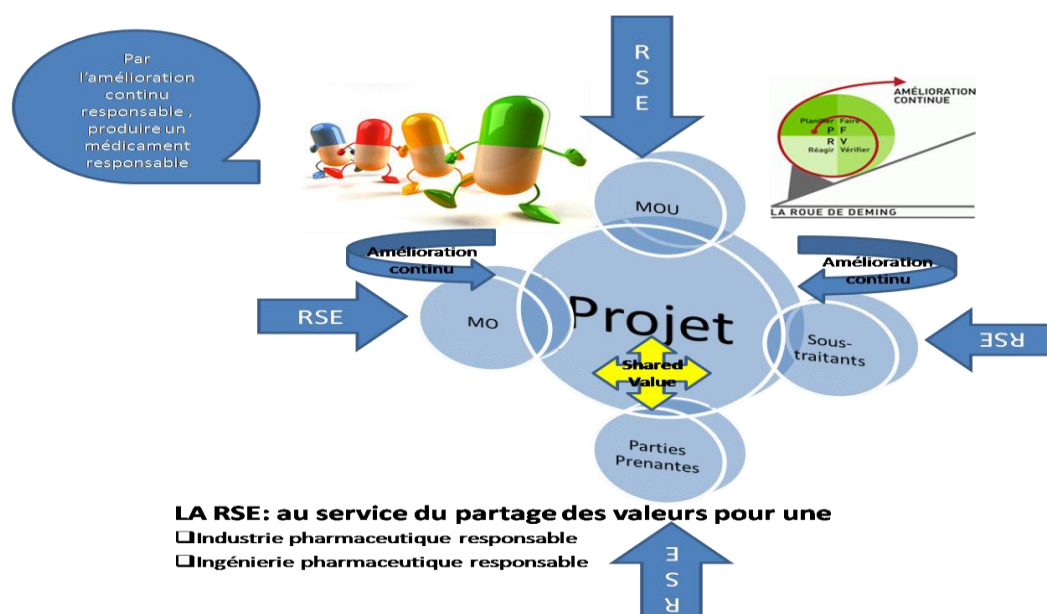 Par
l'amélioration
continu
responsable ,
produire un
médicament
responsable
R
S
E
AMÉLIORATION
CONTINUE
Planifier Faire
P F
R V
Réagir Vérifier
LA ROUE DE DEMING
MOU
Amélioration
continu
Amélioration
continu
RSE
MO
Projet
Sous-
traitants
RSE
Shared
Value
Parties
Prenantes
LA RSE: au service du partage des valeurs pour une
❑Industrie pharmaceutique responsable
❑Ingénierie pharmaceutique responsable
R
S
E